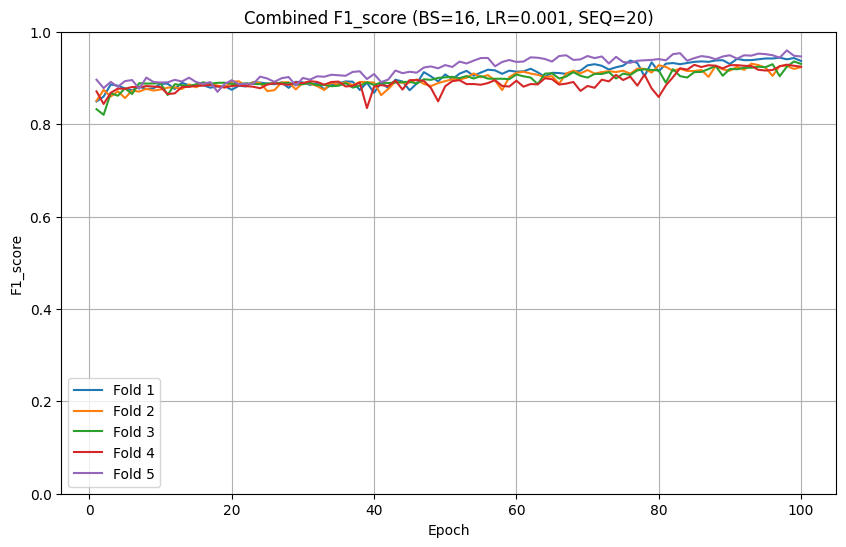 Combined F1_score (BS=16, LR=0.001, SEQ=20)
1.0
0.8
0.6
0.4
0.2
0.0
F1_score
Fold 1
Fold 2
Fold 3
Fold 4
Fold 5
0 20 40 60 80 100
Epoch